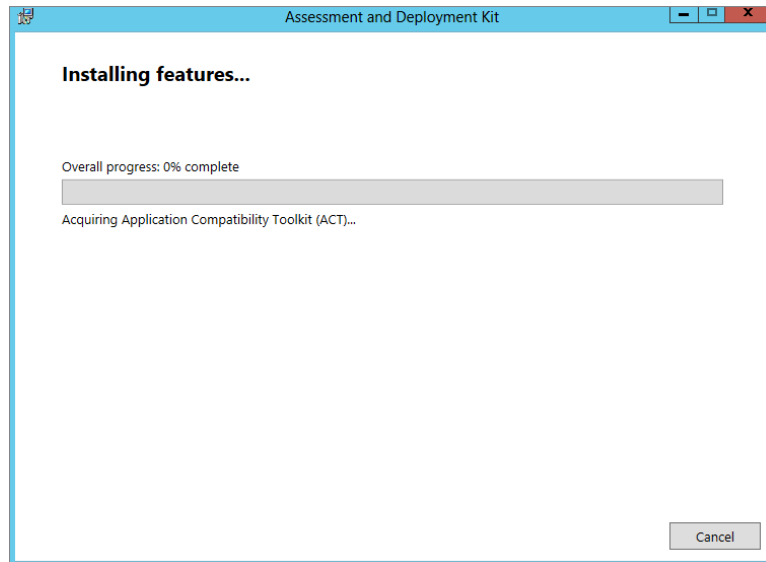 Assessment and Deployment Kit
Installing features...
Overall progress: 0% complete
Acquiring Application Compatibility Toolkit (ACT)...
Cancel